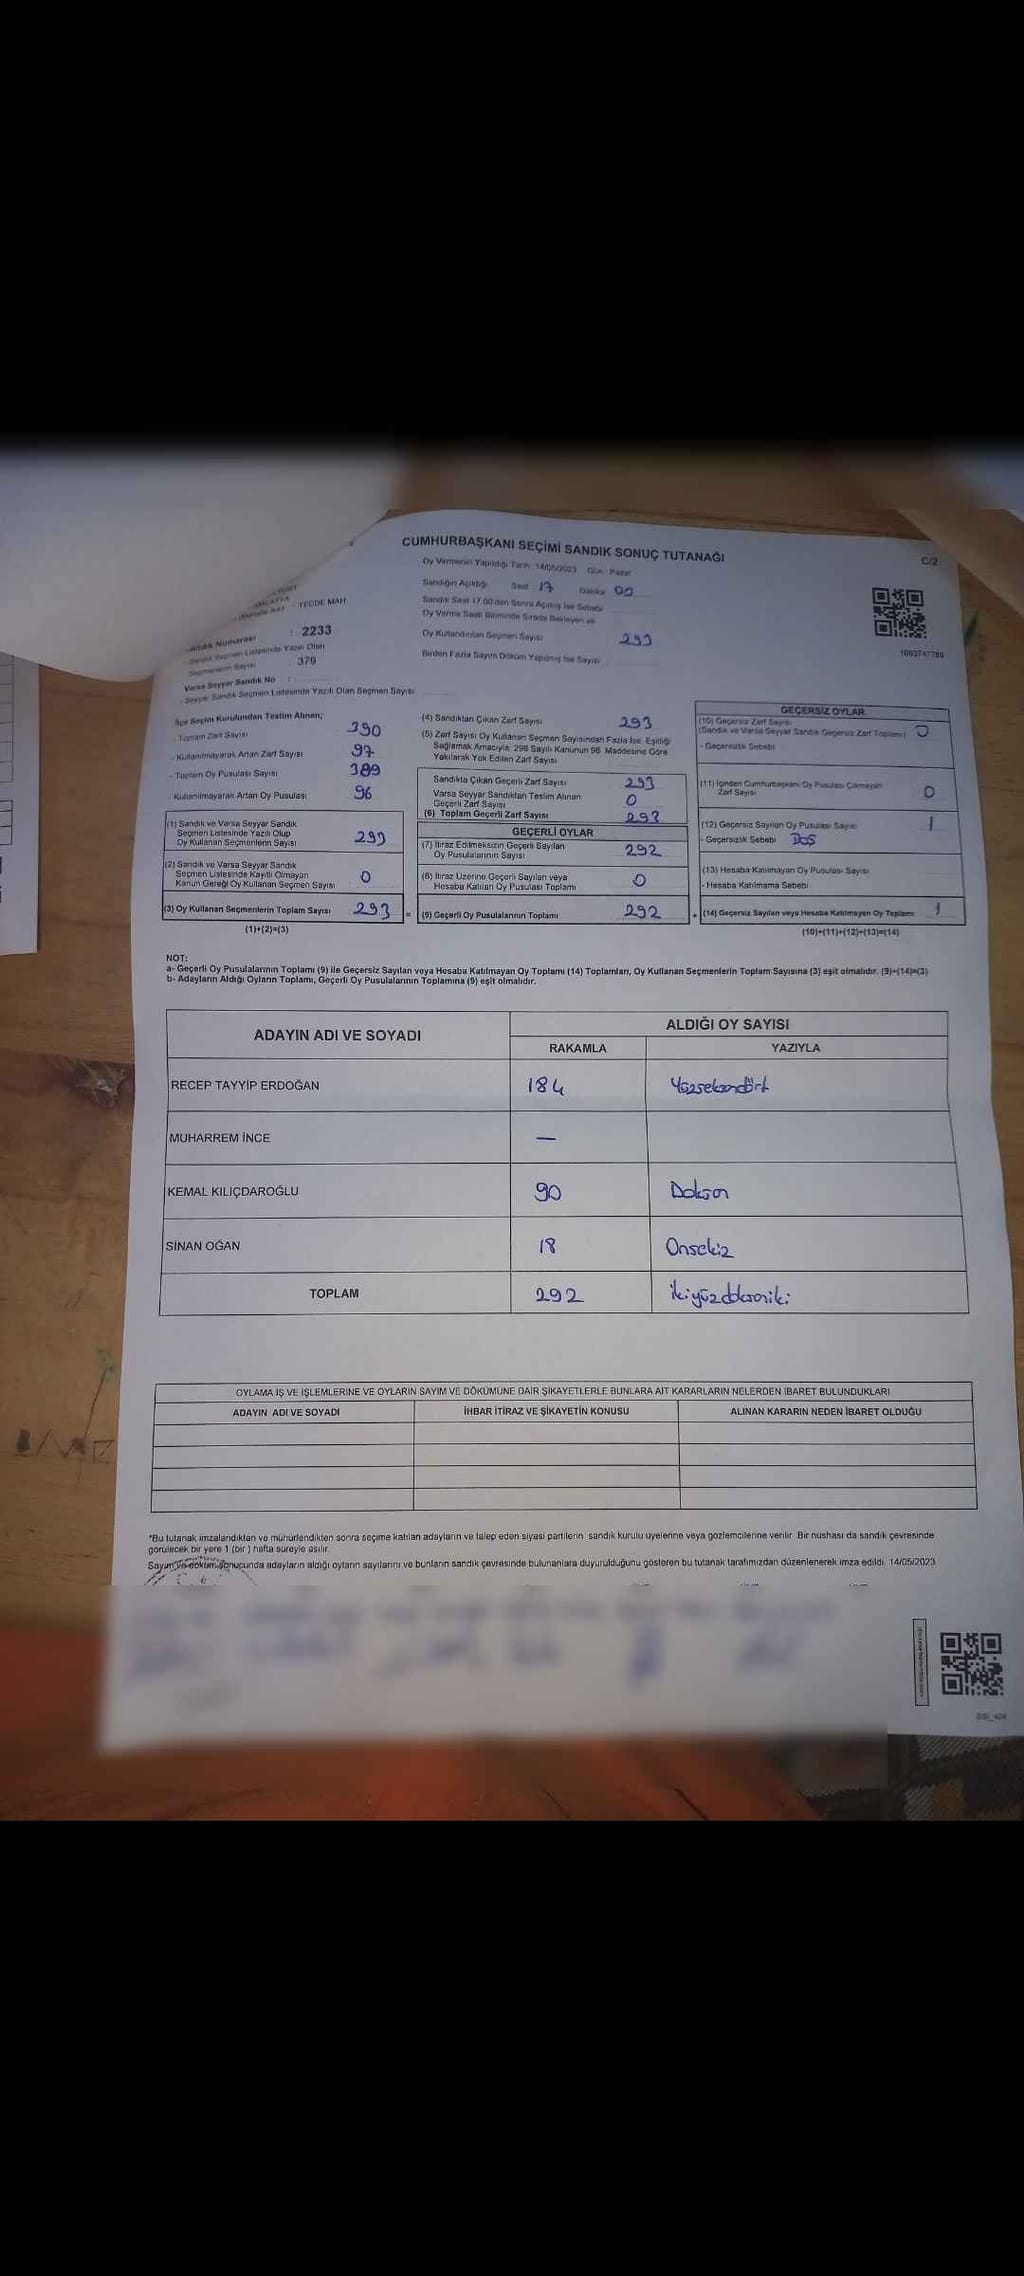 CUMHURBAŞKANI SEÇİMİ SANDIK SONUÇ TUTANAĞI
C/2
Oy Vermenin Yapıldığı Tarih : 14/05/2023 Gün : Pazar
Sandığın Açıldığı Saat 17 Dakika 00
Sandık Saat 17.00'den Sonra Açılmış İse Sebebi
Oy Verme Saati Bitiminde Sırada Bekleyen ve
Oy Kullandırılan Seçmen Sayısı 293
Birden Fazla Sayım Döküm Yapılmış İse Sayısı
1093747785
TECDE MAH
Sandık Numarası : 2233
Seçmen Listesinde Yazılı Olan
Seçmenlerin Sayısı : 379
Varsa Seyyar Sandık No :
- Seyyar Sandık Seçmen Listesinde Yazılı Olan Seçmen Sayısı
İlçe Seçim Kurulundan Teslim Alınan;
- Toplam Zarf Sayısı 390
- Kullanılmayarak Artan Zarf Sayısı 97
- Toplam Oy Pusulası Sayısı 389
- Kullanılmayarak Artan Oy Pusulası 96
(1) Sandık ve Varsa Seyyar Sandık
Seçmen Listesinde Yazılı Olup
Oy Kullanan Seçmenlerin Sayısı 293
(2) Sandık ve Varsa Seyyar Sandık
Seçmen Listesinde Kayıtlı Olmayan
Kanun Gereği Oy Kullanan Seçmen Sayısı 0
(3) Oy Kullanan Seçmenlerin Toplam Sayısı 293 =
(1)+(2)=(3)
(4) Sandıktan Çıkan Zarf Sayısı 293
(5) Zarf Sayısı Oy Kullanan Seçmen Sayısından Fazla İse, Eşitliği
Sağlamak Amacıyla, 298 Sayılı Kanunun 98. Maddesine Göre
Yakılarak Yok Edilen Zarf Sayısı
Sandıkta Çıkan Geçerli Zarf Sayısı 293
Varsa Seyyar Sandıktan Teslim Alınan
Geçerli Zarf Sayısı 0
(6) Toplam Geçerli Zarf Sayısı 293
GEÇERLİ OYLAR
(7) İtiraz Edilmeksizin Geçerli Sayılan
Oy Pusulalarının Sayısı 292
(8) İtiraz Üzerine Geçerli Sayılan veya
Hesaba Katılan Oy Pusulası Toplamı 0
(9) Geçerli Oy Pusulalarının Toplamı 292 +
GEÇERSİZ OYLAR
(10) Geçersiz Zarf Sayısı
(Sandık ve Varsa Seyyar Sandık Geçersiz Zarf Toplamı) 0
- Geçersizlik Sebebi
(11) İçinden Cumhurbaşkanı Oy Pusulası Çıkmayan
Zarf Sayısı 0
(12) Geçersiz Sayılan Oy Pusulası Sayısı 1
- Geçersizlik Sebebi BOŞ
(13) Hesaba Katılmayan Oy Pusulası Sayısı
- Hesaba Katılmama Sebebi
(14) Geçersiz Sayılan veya Hesaba Katılmayan Oy Toplamı 1
(10)+(11)+(12)+(13)=(14)
NOT:
a- Geçerli Oy Pusulalarının Toplamı (9) ile Geçersiz Sayılan veya Hesaba Katılmayan Oy Toplamı (14) Toplamları, Oy Kullanan Seçmenlerin Toplam Sayısına (3) eşit olmalıdır. (9)+(14)=(3)
b- Adayların Aldığı Oyların Toplamı, Geçerli Oy Pusulalarının Toplamına (9) eşit olmalıdır.
ADAYIN ADI VE SOYADI
ALDIĞI OY SAYISI
RAKAMLA YAZIYLA
RECEP TAYYİP ERDOĞAN 184 Yüzseksendört
MUHARREM İNCE —
KEMAL KILIÇDAROĞLU 90 Doksan
SİNAN OĞAN 18 Onsekiz
TOPLAM 292 ikiyüzdoksaniki
OYLAMA İŞ VE İŞLEMLERİNE VE OYLARIN SAYIM VE DÖKÜMÜNE DAİR ŞİKAYETLERLE BUNLARA AİT KARARLARIN NELERDEN İBARET BULUNDUKLARI
ADAYIN ADI VE SOYADI İHBAR İTİRAZ VE ŞİKAYETİN KONUSU ALINAN KARARIN NEDEN İBARET OLDUĞU
*Bu tutanak imzalandıktan ve mühürlendikten sonra seçime katılan adayların ve talep eden siyasi partilerin sandık kurulu üyelerine veya gözlemcilerine verilir. Bir nüshası da sandık çevresinde
görülecek bir yere 1 (bir) hafta süreyle asılır.
Sayım ve döküm sonucunda adayların aldığı oyların sayılarını ve bunların sandık çevresinde bulunanlara duyurulduğunu gösteren bu tutanak tarafımızdan düzenlenerek imza edildi. 14/05/2023